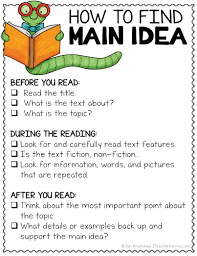 HOW TO FIND
MAIN IDEA
BEFORE YOU READ:
Read the title.
What is the text about?
What is the topic?
DURING THE READING:
Look for and carefully read text features.
Is the text fiction, non-fiction...
Look for information, words, and pictures
that are repeated.
AFTER YOU READ:
Think about the most important point about
the topic.
What details or examples back up and
support the main idea?